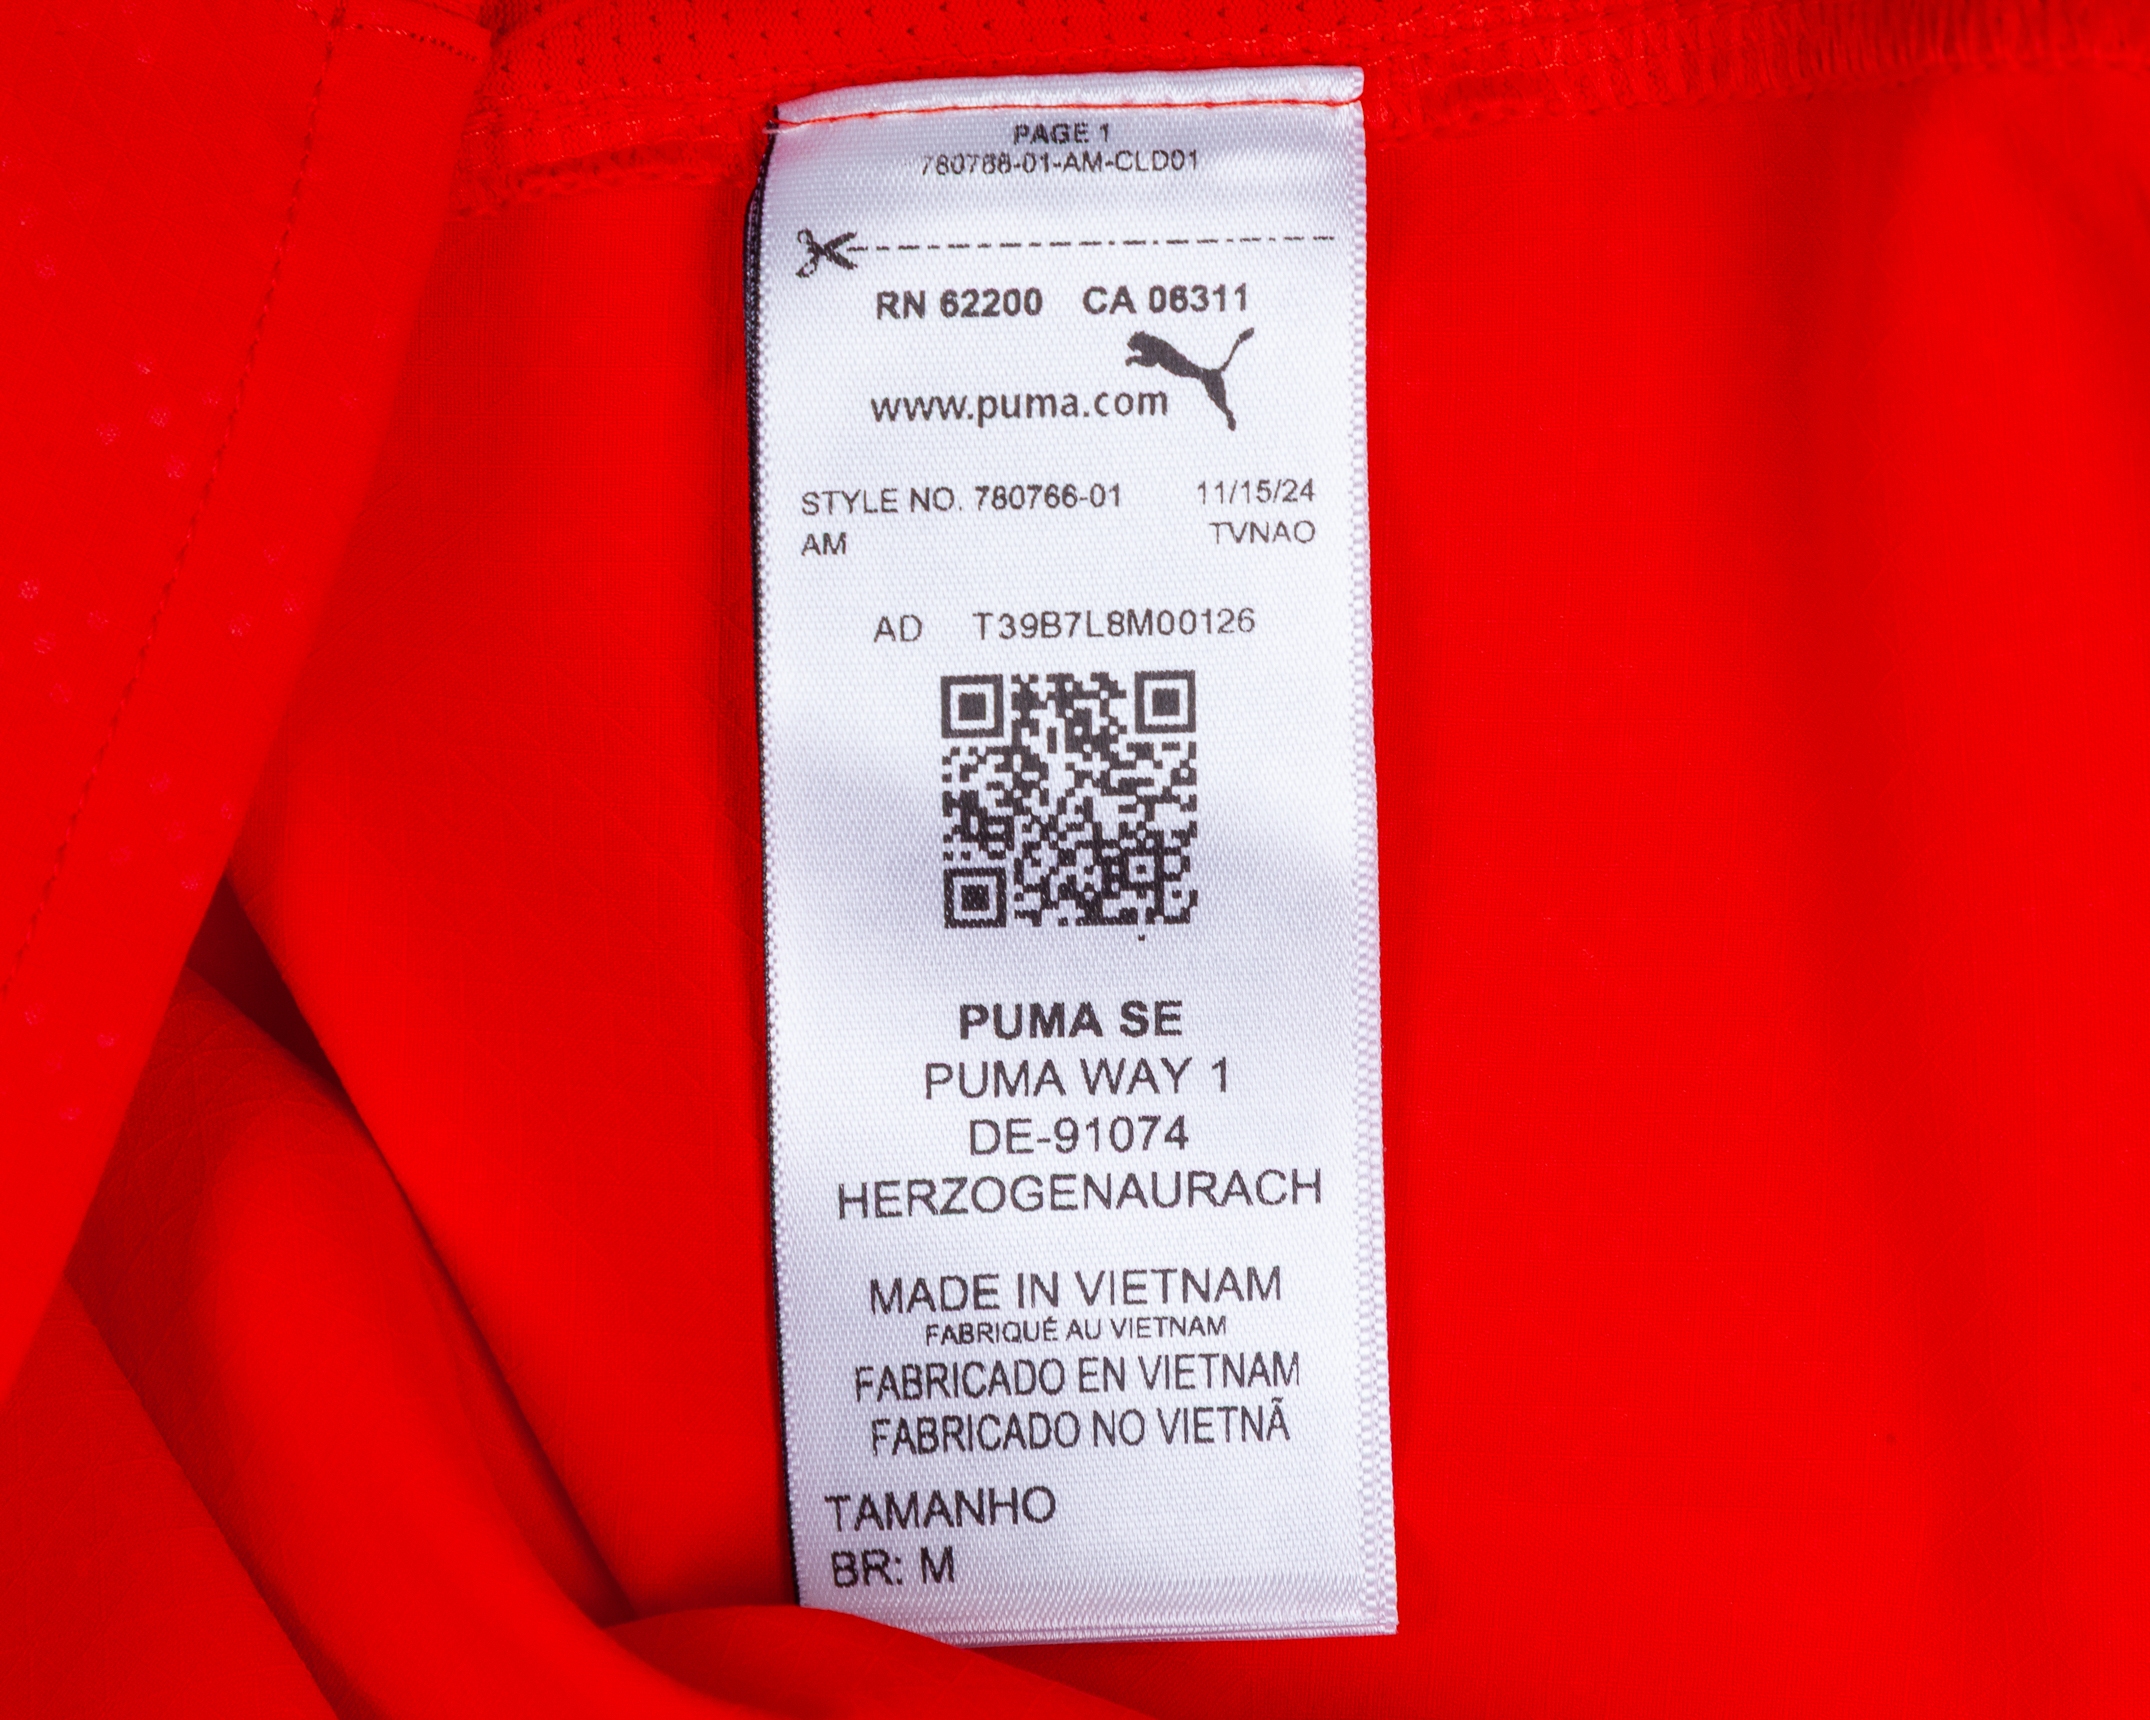 PAGE 1
780766-01-AM-CLD01
RN 62200 CA 06311
www.puma.com
STYLE NO. 780766-01 11/15/24
AM TVNAO
AD T39B7L8M00126
PUMA SE
PUMA WAY 1
DE-91074
HERZOGENAURACH
MADE IN VIETNAM
FABRIQUÉ AU VIETNAM
FABRICADO EN VIETNAM
FABRICADO NO VIETNÃ
TAMANHO
BR: M